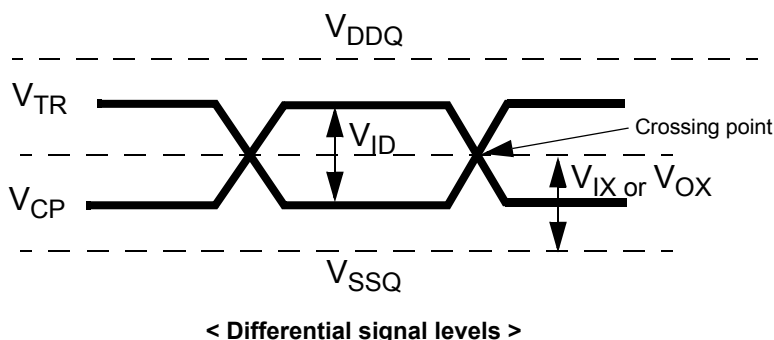 VDDQ
VTR
VID
Crossing point
VCP
VIX or VOX
VSSQ
< Differential signal levels >